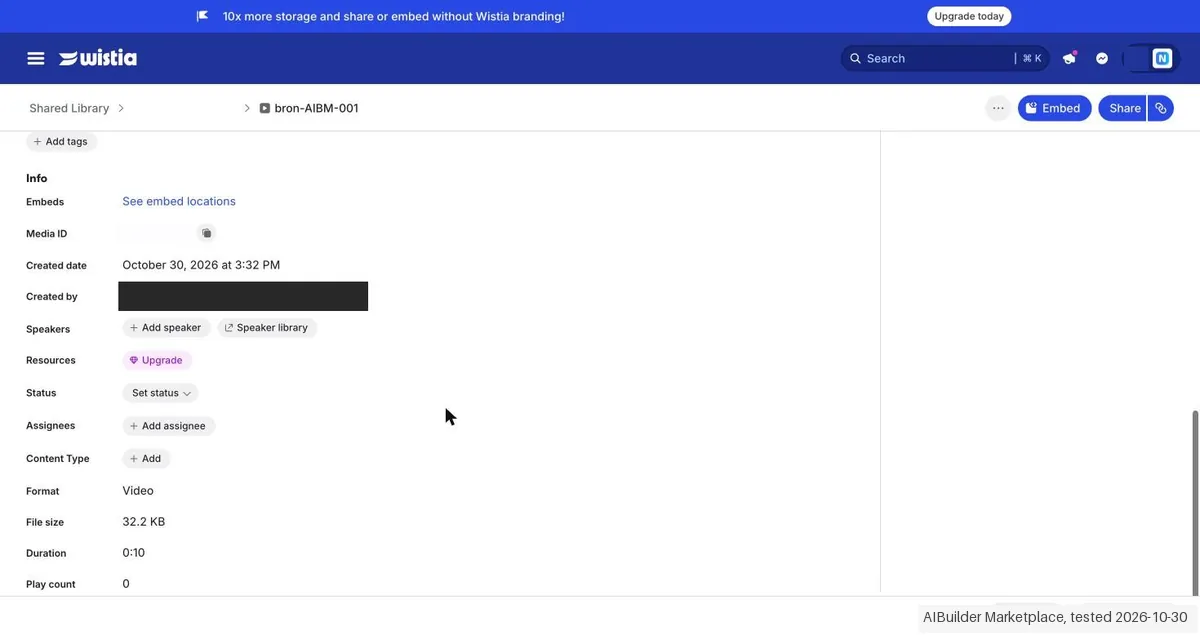 10x more storage and share or embed without Wistia branding!
Upgrade today
wistia
Search
⌘ K
N
Shared Library
bron-AIBM-001
Embed
Share
Add tags
Info
Embeds See embed locations
Media ID
Created date October 30, 2026 at 3:32 PM
Created by
Speakers + Add speaker Speaker library
Resources Upgrade
Status Set status
Assignees + Add assignee
Content Type + Add
Format Video
File size 32.2 KB
Duration 0:10
Play count 0
AIBuilder Marketplace, tested 2026-10-30